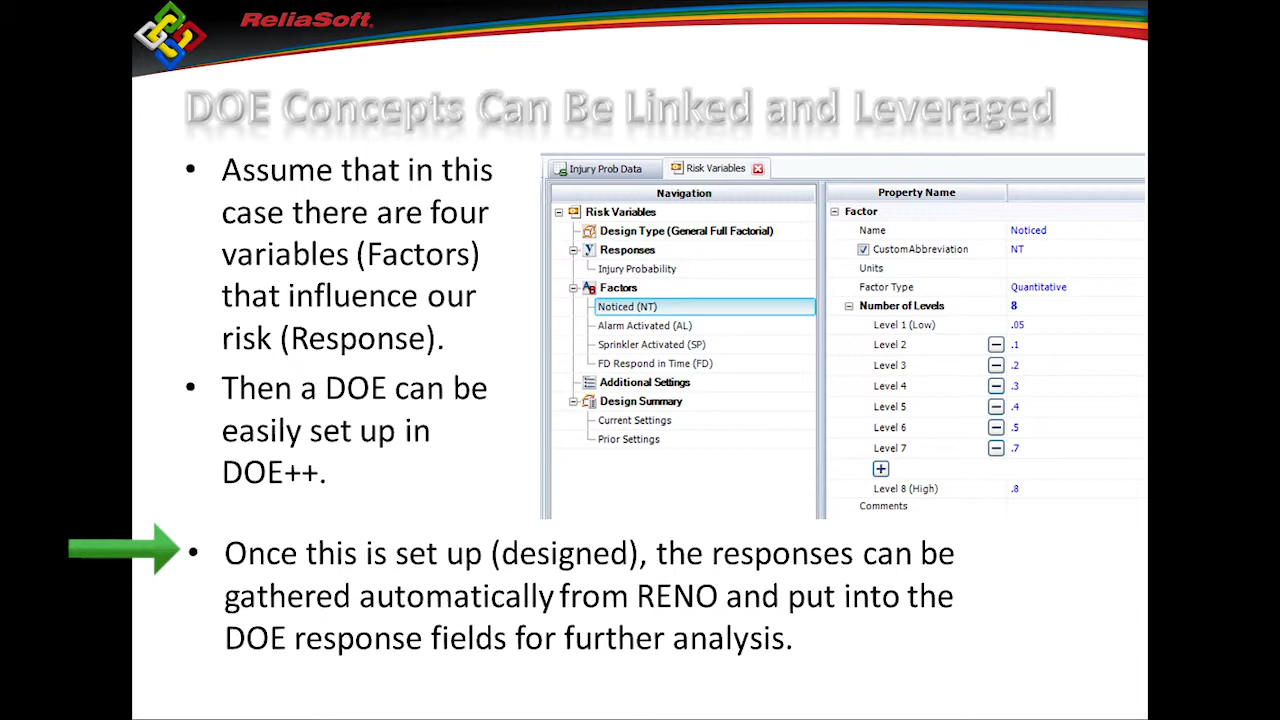 ReliaSoft.
DOE Concepts Can Be Linked and Leveraged
• Assume that in this
case there are four
variables (Factors)
that influence our
risk (Response).
• Then a DOE can be
easily set up in
DOE++.
Injury Prob Data
Risk Variables
Navigation
Risk Variables
Design Type (General Full Factorial)
Responses
Injury Probability
Factors
Noticed (NT)
Alarm Activated (AL)
Sprinkler Activated (SP)
FD Respond in Time (FD)
Additional Settings
Design Summary
Current Settings
Prior Settings
Property Name
Factor
Name Noticed
CustomAbbreviation NT
Units
Factor Type Quantitative
Number of Levels 8
Level 1 (Low) .05
Level 2 .1
Level 3 .2
Level 4 .3
Level 5 .4
Level 6 .5
Level 7 .7
Level 8 (High) .8
Comments
• Once this is set up (designed), the responses can be
gathered automatically from RENO and put into the
DOE response fields for further analysis.